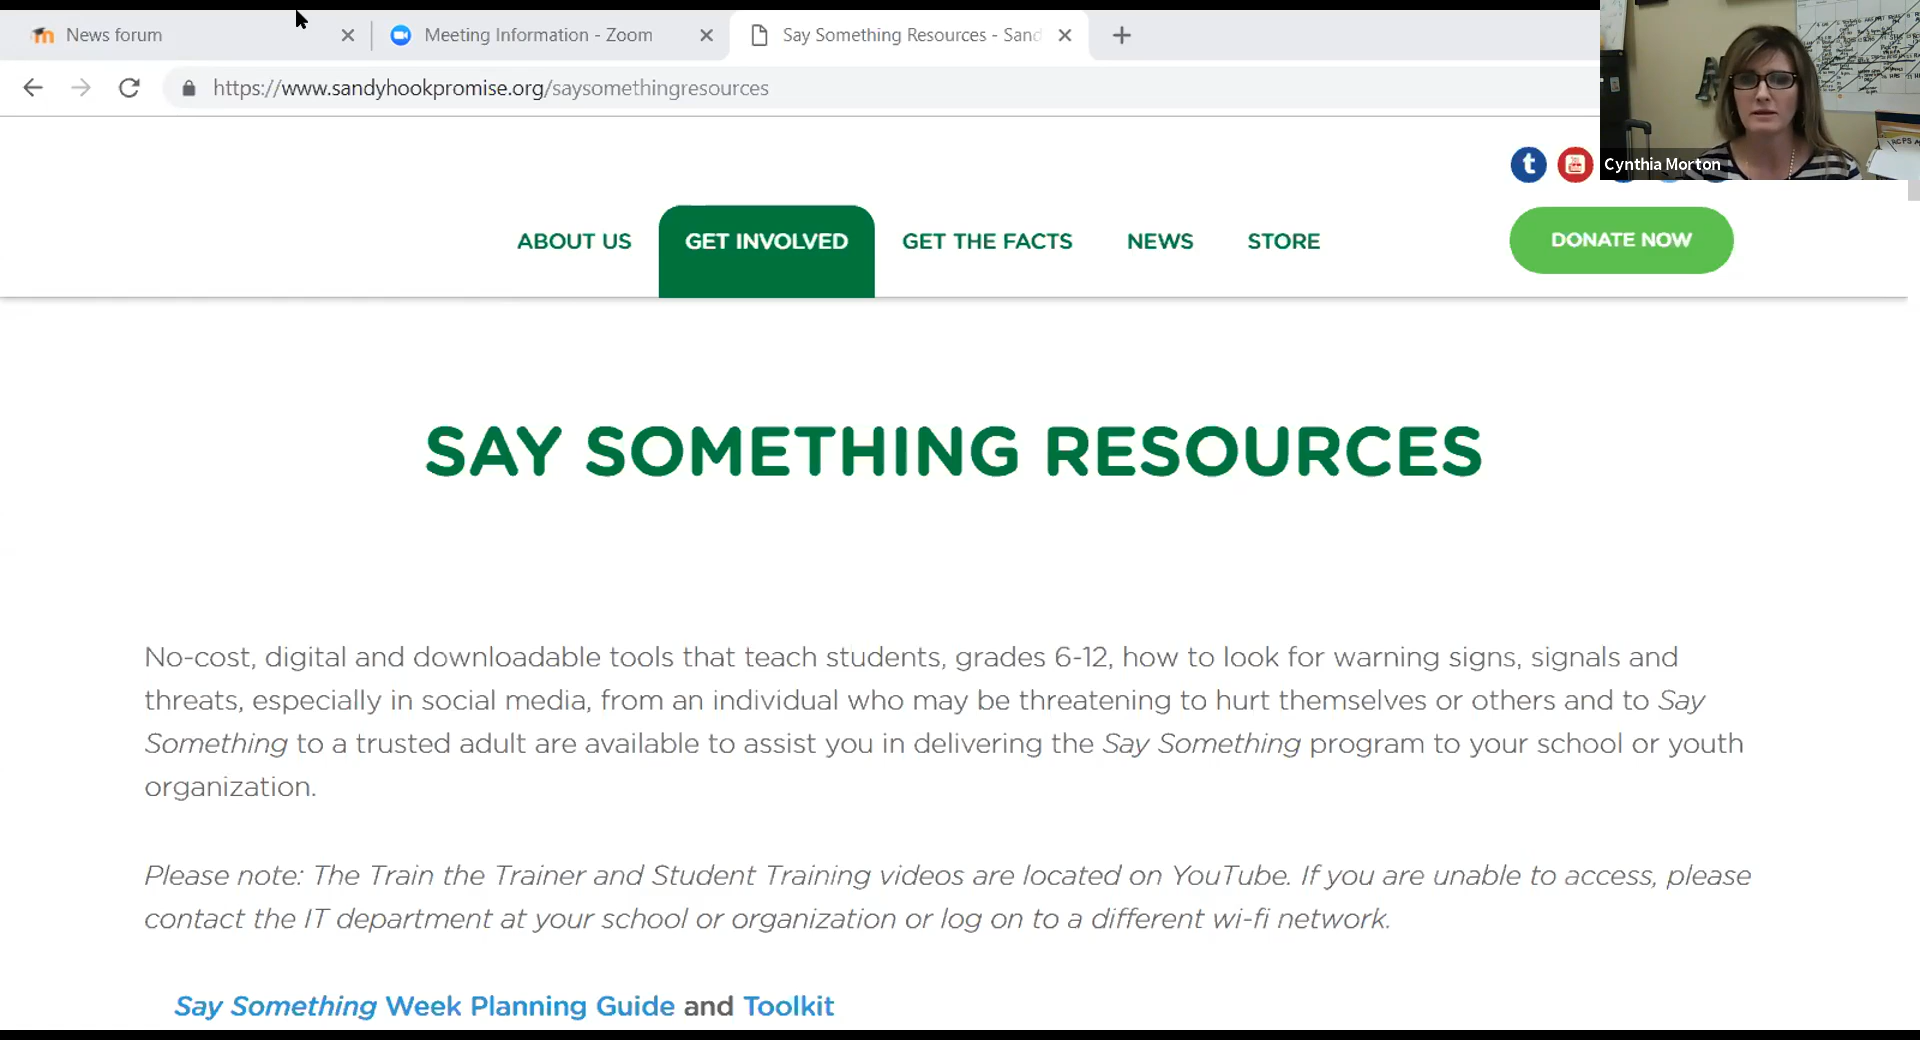 News forum
Meeting Information - Zoom
Say Something Resources - Sand
https://www.sandyhookpromise.org/saysomethingresources
Cynthia Morton
ABOUT US
GET INVOLVED
GET THE FACTS
NEWS
STORE
DONATE NOW
SAY SOMETHING RESOURCES
No-cost, digital and downloadable tools that teach students, grades 6-12, how to look for warning signs, signals and
threats, especially in social media, from an individual who may be threatening to hurt themselves or others and to Say
Something to a trusted adult are available to assist you in delivering the Say Something program to your school or youth
organization.
Please note: The Train the Trainer and Student Training videos are located on YouTube. If you are unable to access, please
contact the IT department at your school or organization or log on to a different wi-fi network.
Say Something Week Planning Guide and Toolkit